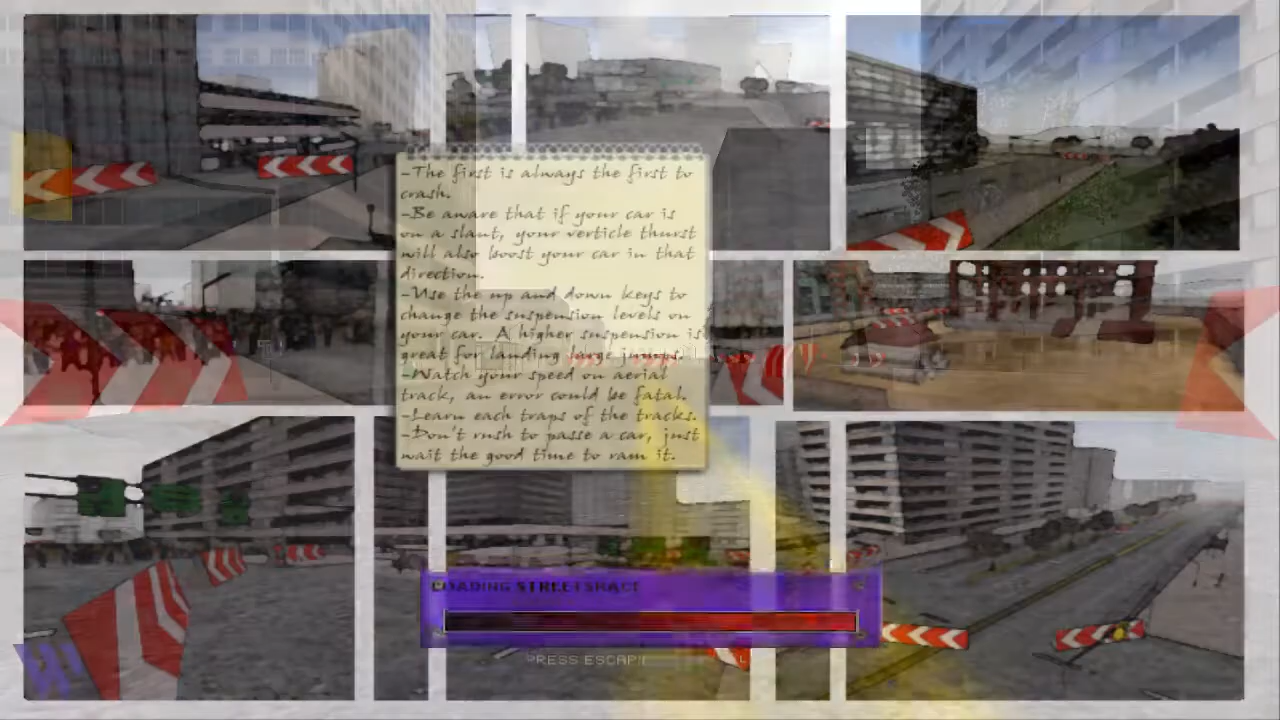 -The first is always the first to
crash.
-Be aware that if your car is
on a slant, your verticle thurst
will also boost your car in that
direction.
-Use the up and down keys to
change the suspension levels on
your car. A higher suspension is
great for landing large jumps.
-Watch your speed on aerial
track, an error could be fatal.
-Learn each traps of the tracks.
-Don't rush to passe a car, just
wait the good time to ram it.
LOADING STREETSRACE
PRESS ESCAP